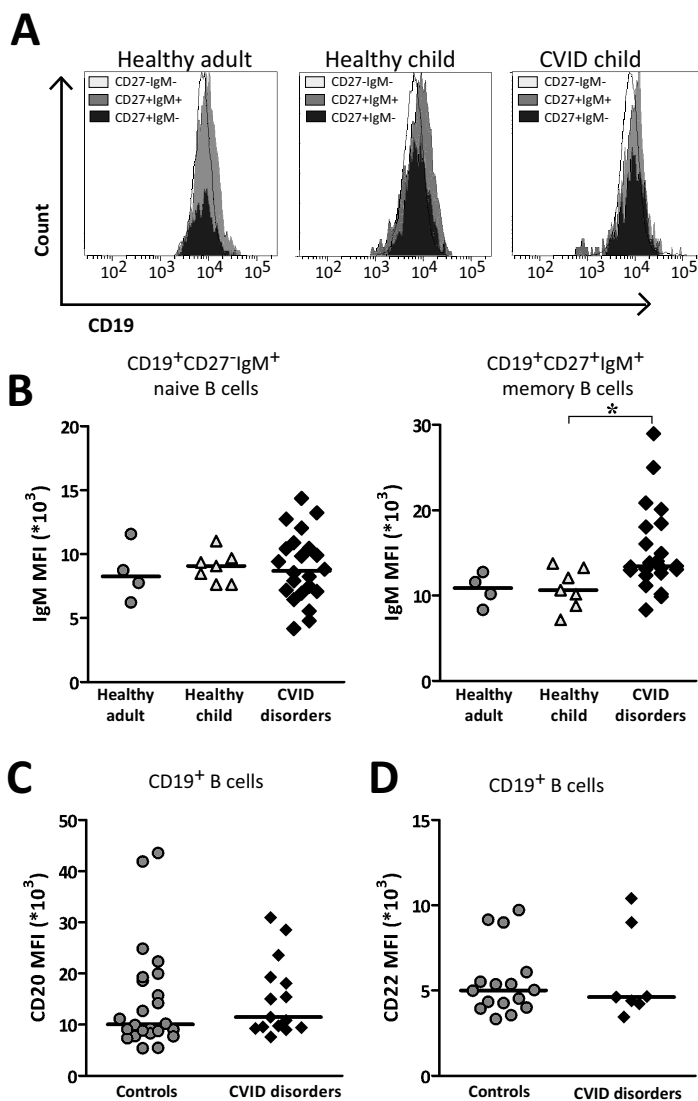 A
Healthy adult
Healthy child
CVID child
CD27-IgM-
CD27+IgM+
CD27+IgM-
CD27-IgM-
CD27+IgM+
CD27+IgM-
CD27-IgM-
CD27+IgM+
CD27+IgM-
Count
10² 10³ 10⁴ 10⁵
10² 10³ 10⁴ 10⁵
10² 10³ 10⁴ 10⁵
CD19
B
CD19⁺CD27⁻IgM⁺
naive B cells
IgM MFI (*10³)
20
15
10
5
0
Healthy adult
Healthy child
CVID disorders
CD19⁺CD27⁺IgM⁺
memory B cells
*
IgM MFI (*10³)
30
20
10
0
Healthy adult
Healthy child
CVID disorders
C
CD19⁺ B cells
CD20 MFI (*10³)
50
40
30
20
10
0
Controls
CVID disorders
D
CD19⁺ B cells
CD22 MFI (*10³)
15
10
5
0
Controls
CVID disorders